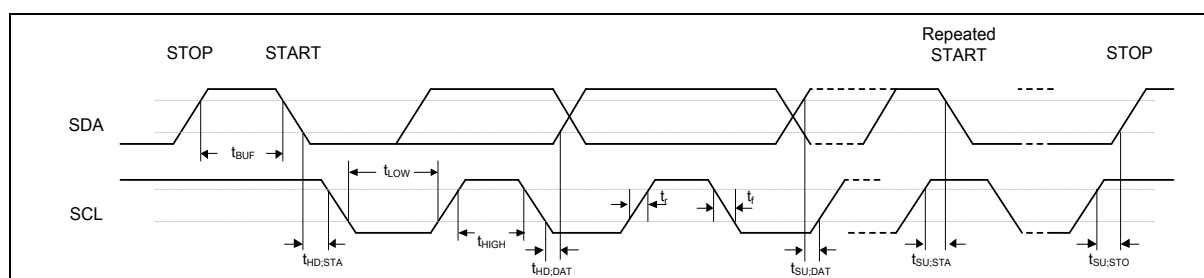 STOP
START
Repeated
START
STOP
SDA
tBUF
tLOW
SCL
tr
tf
tHIGH
tHD;STA
tHD;DAT
tSU;DAT
tSU;STA
tSU;STO